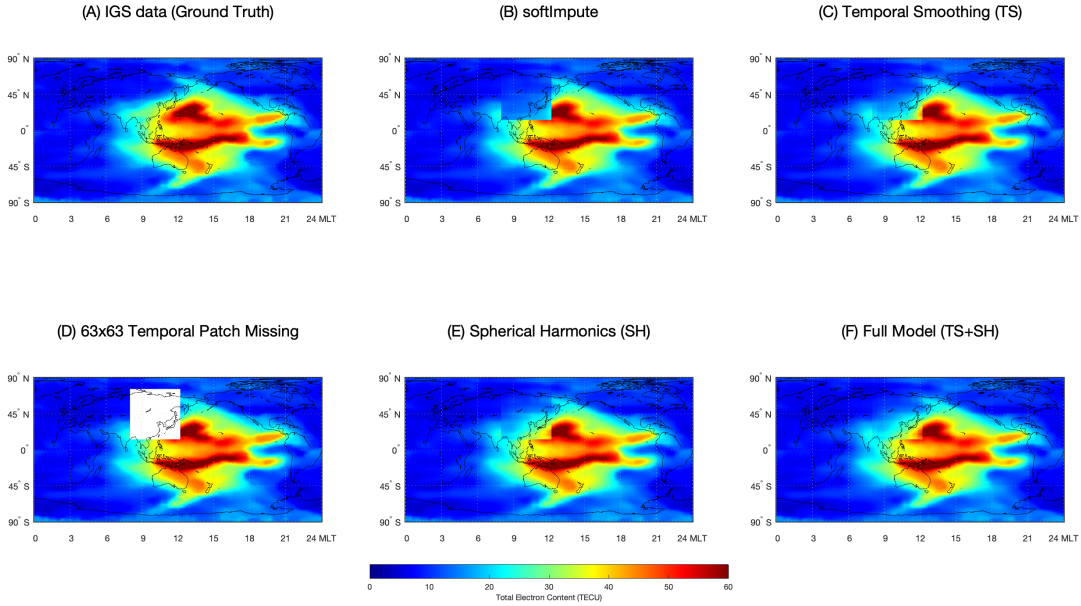 (A) IGS data (Ground Truth)
(B) softImpute
(C) Temporal Smoothing (TS)
90° N
45° N
0°
45° S
90° S
0 3 6 9 12 15 18 21 24 MLT
90° N
45° N
0°
45° S
90° S
0 3 6 9 12 15 18 21 24 MLT
90° N
45° N
0°
45° S
90° S
0 3 6 9 12 15 18 21 24 MLT
(D) 63x63 Temporal Patch Missing
(E) Spherical Harmonics (SH)
(F) Full Model (TS+SH)
90° N
45° N
0°
45° S
90° S
0 3 6 9 12 15 18 21 24 MLT
90° N
45° N
0°
45° S
90° S
0 3 6 9 12 15 18 21 24 MLT
90° N
45° N
0°
45° S
90° S
0 3 6 9 12 15 18 21 24 MLT
0 10 20 30 40 50 60
Total Electron Content (TECU)